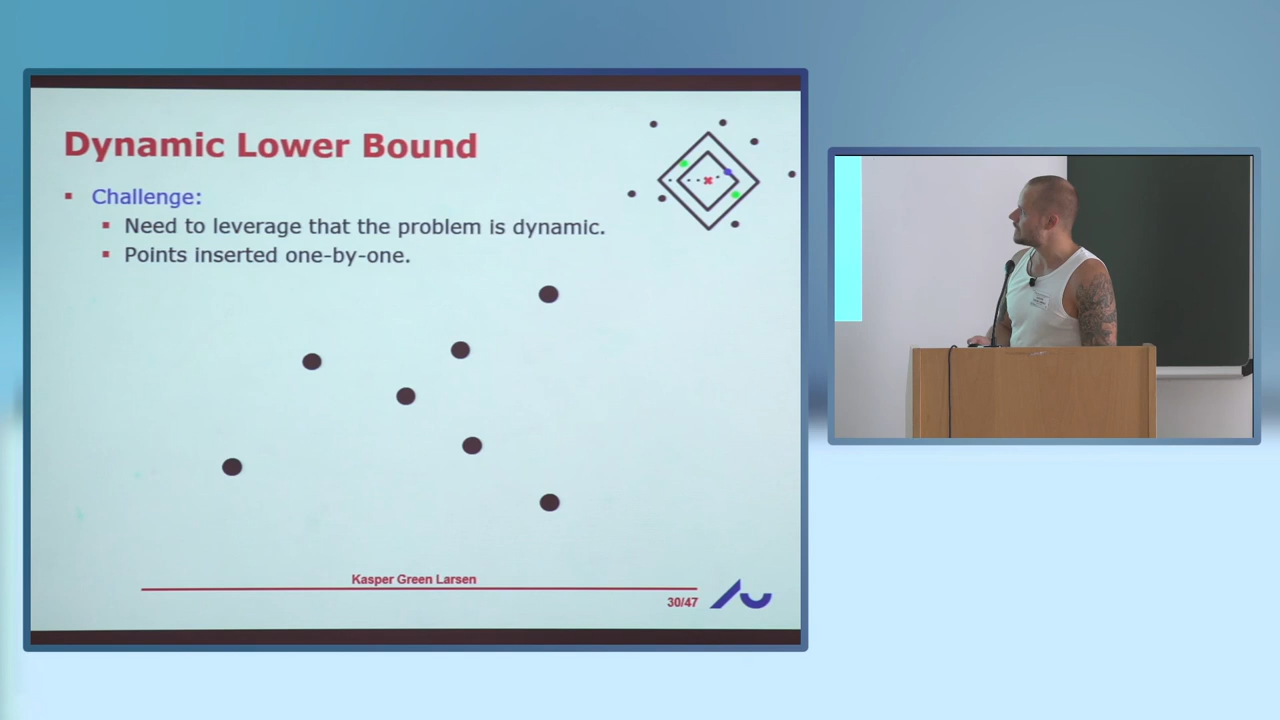 Dynamic Lower Bound
Challenge:
Need to leverage that the problem is dynamic.
Points inserted one-by-one.
Kasper Green Larsen
30/47